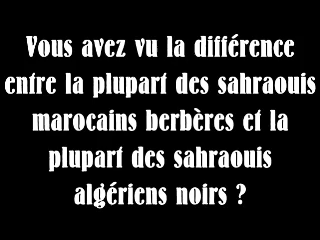 Vous avez vu la différence
entre la plupart des sahraouis
marocains berbères et la
plupart des sahraouis
algériens noirs ?